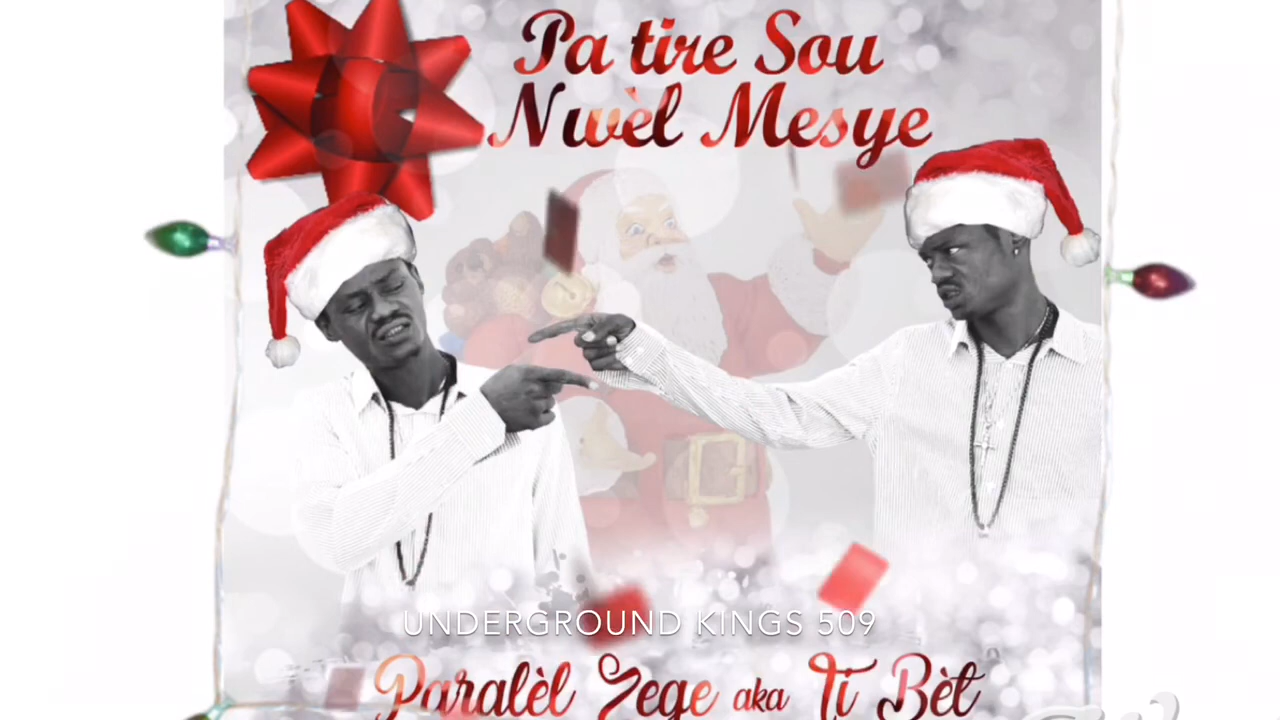 Pa tire Sou
Nwèl Mesye
UNDERGROUND KINGS 509
Paralèl Zege aka Ti Bèt